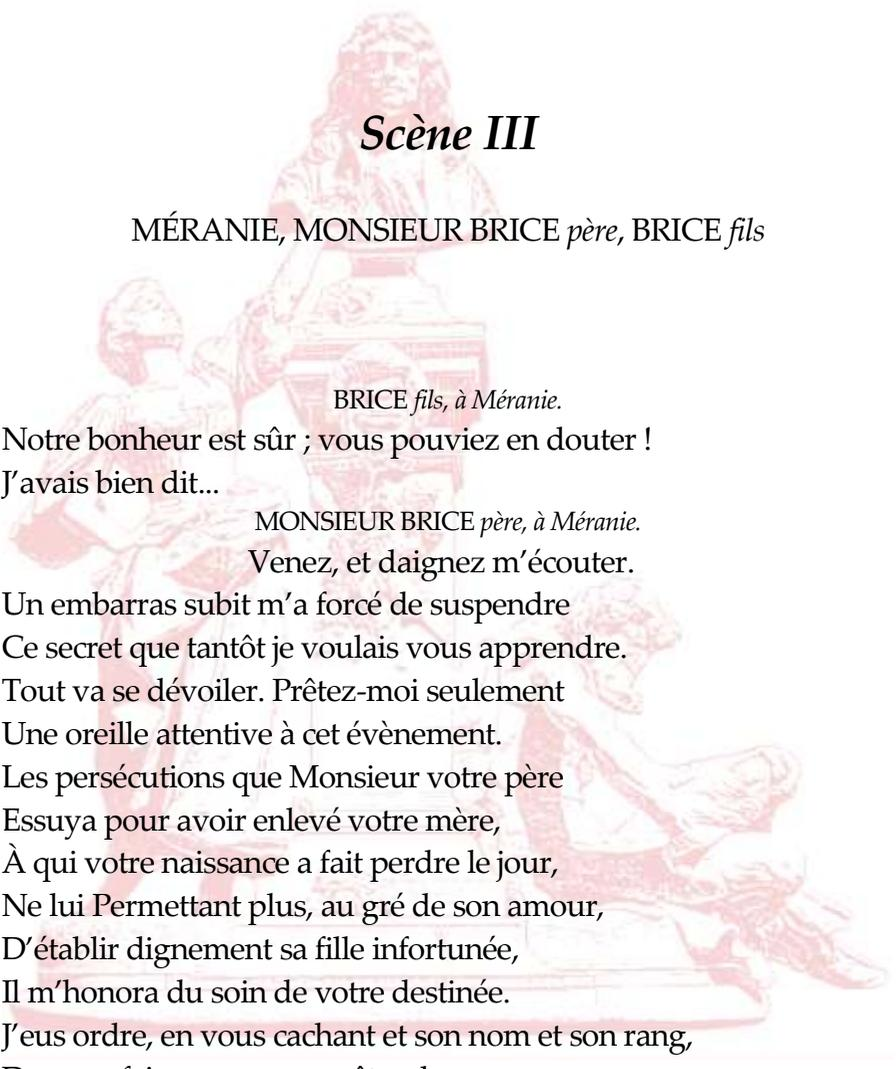 Scène III
MÉRANIE, MONSIEUR BRICE père, BRICE fils
BRICE fils, à Méranie.
Notre bonheur est sûr ; vous pouviez en douter !
J’avais bien dit...
MONSIEUR BRICE père, à Méranie.
Venez, et daignez m’écouter.
Un embarras subit m’a forcé de suspendre
Ce secret que tantôt je voulais vous apprendre.
Tout va se dévoiler. Prêtez-moi seulement
Une oreille attentive à cet évènement.
Les persécutions que Monsieur votre père
Essuya pour avoir enlevé votre mère,
À qui votre naissance a fait perdre le jour,
Ne lui Permettant plus, au gré de son amour,
D’établir dignement sa fille infortunée,
Il m’honora du soin de votre destinée.
J’eus ordre, en vous cachant et son nom et son rang,